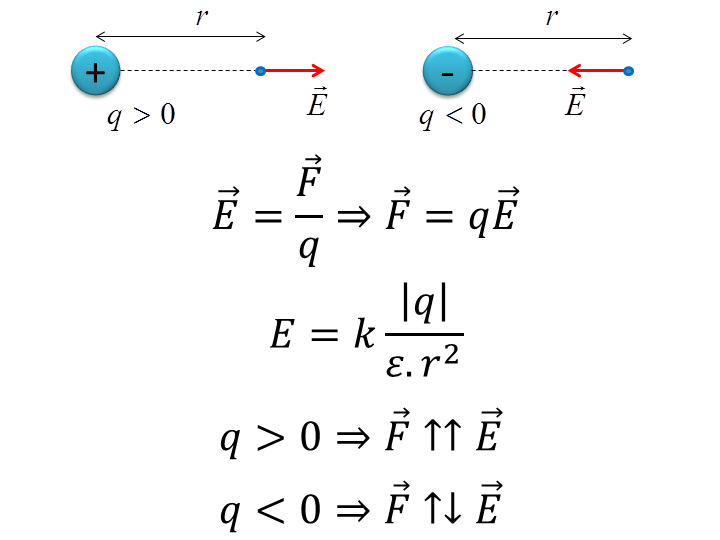 r r
+ -
q > 0 E⃗ q < 0 E⃗
E⃗ = F⃗/q ⇒ F⃗ = qE⃗
E = k |q|/ε.r²
q > 0 ⇒ F⃗ ↑↑ E⃗
q < 0 ⇒ F⃗ ↑↓ E⃗